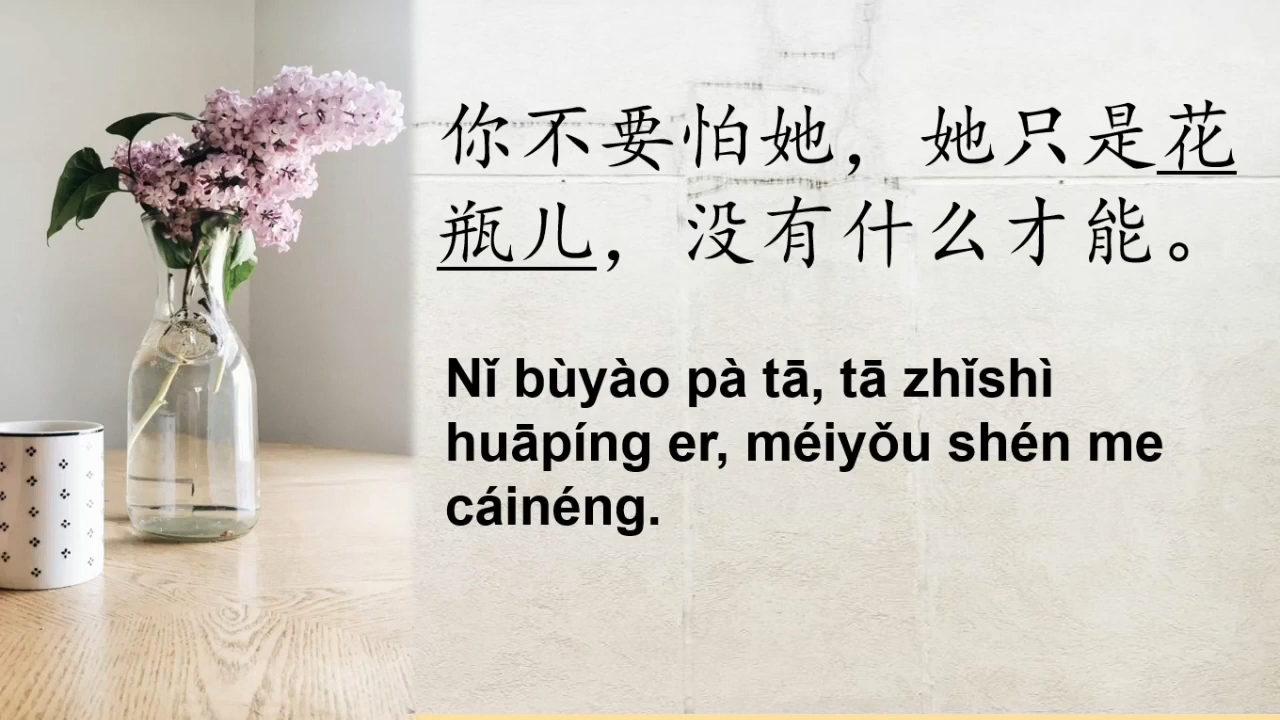 你不要怕她，她只是花
瓶儿，没有什么才能。
Nǐ bùyào pà tā, tā zhǐshì
huāpíng er, méiyǒu shén me
cáinéng.